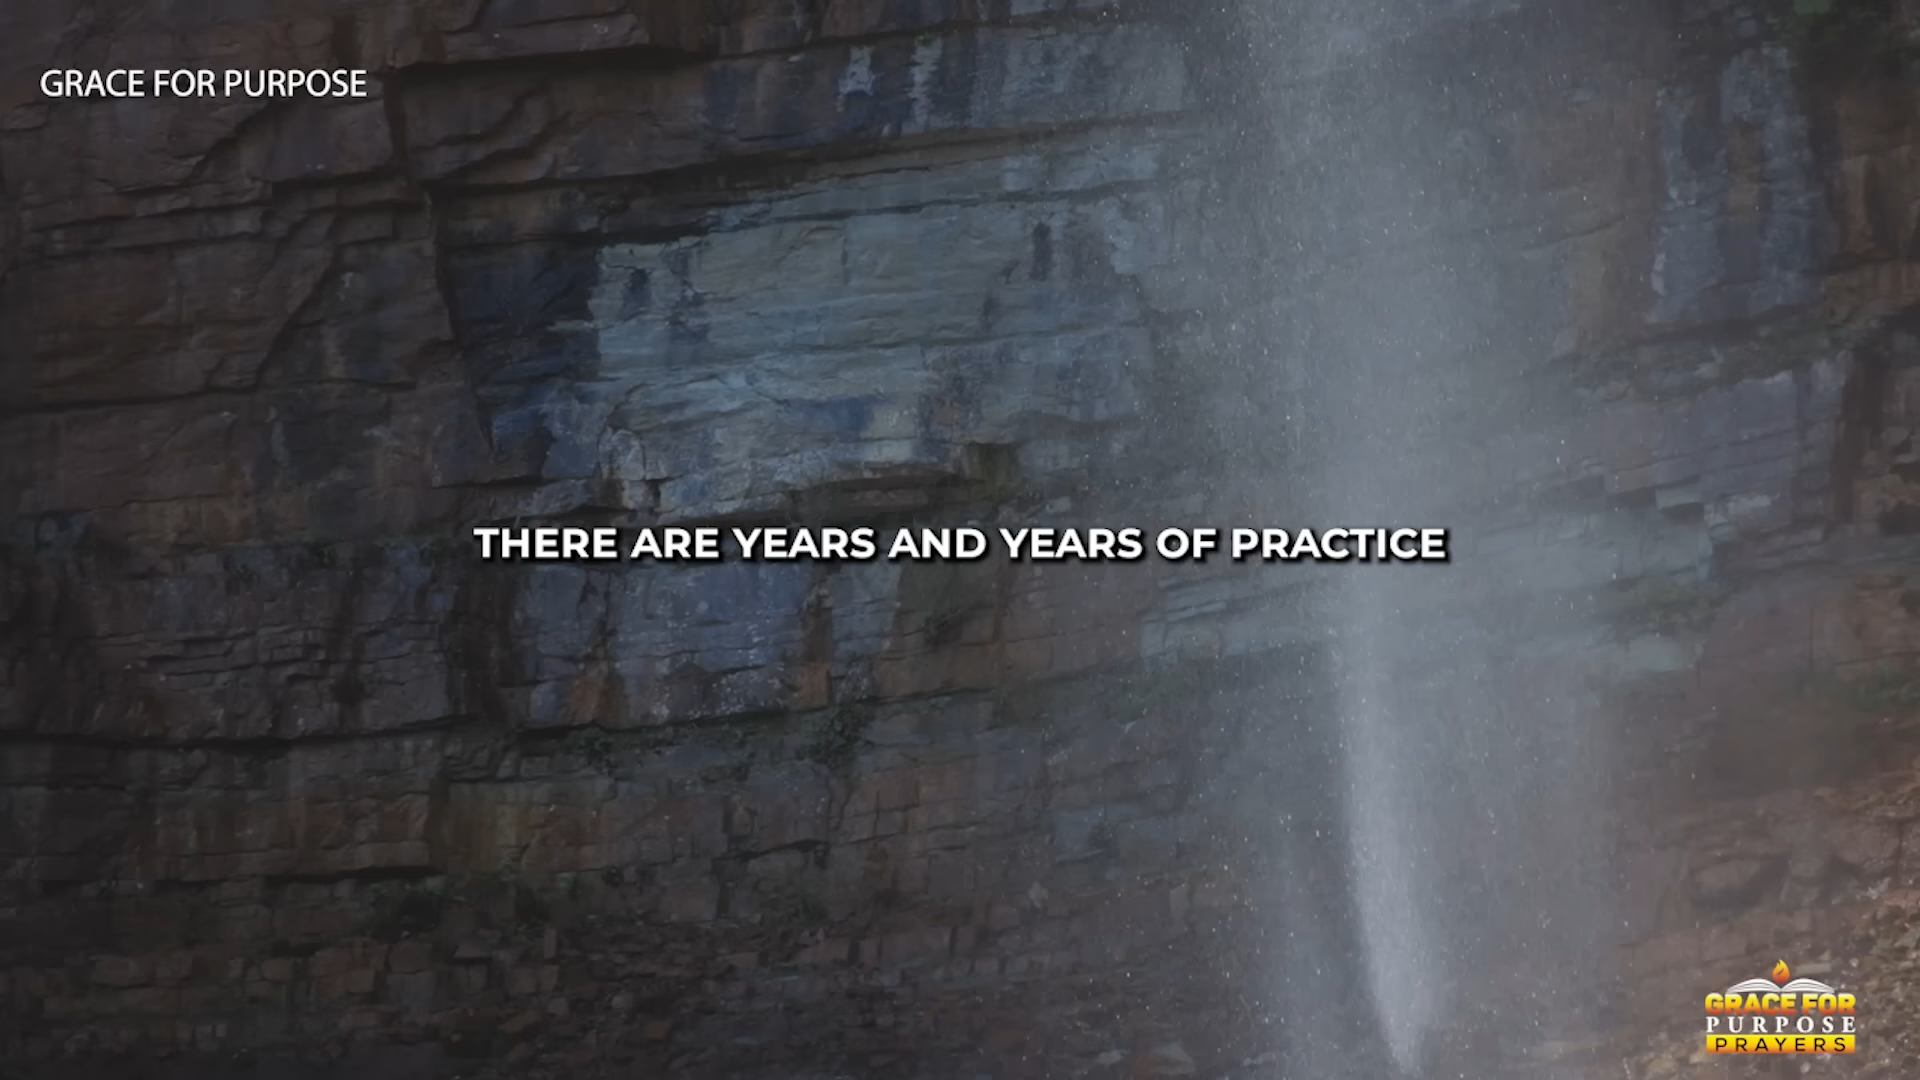 GRACE FOR PURPOSE
THERE ARE YEARS AND YEARS OF PRACTICE
GRACE FOR
PURPOSE
PRAYERS